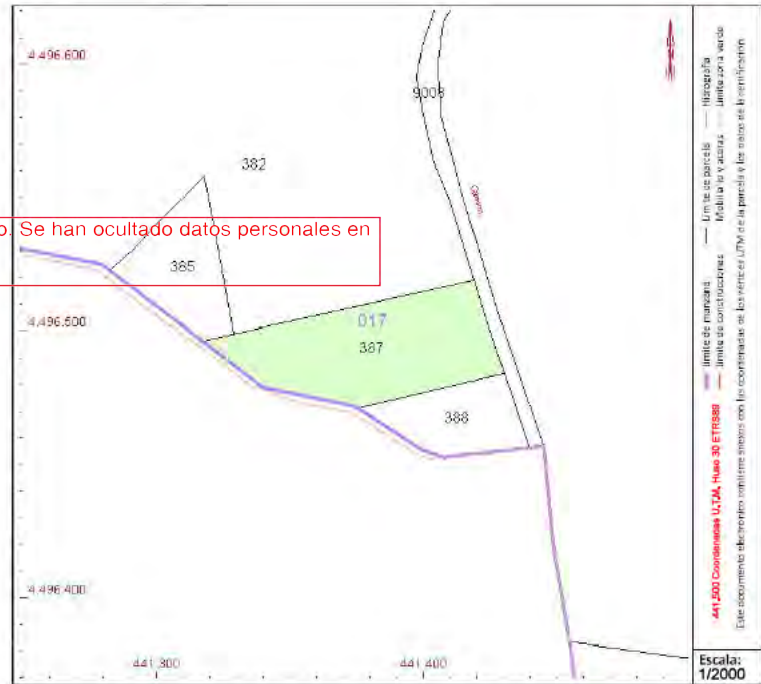 4,496,600
9008
382
Camino
o. Se han ocultado datos personales en
385
4,496,500
017
387
388
4,496,400
441,300
441,400
Límite de manzana
Límite de parcela
Hidrografía
Límite de construcciones
Mobiliario y aceras
Límite zona verde
441,500 Coordenadas U.T.M. Huso 30 ETRS89
Este documento electrónico contiene anexos con las coordenadas de los vértices UTM de la parcela y los datos de la certificación
Escala:
1/2000